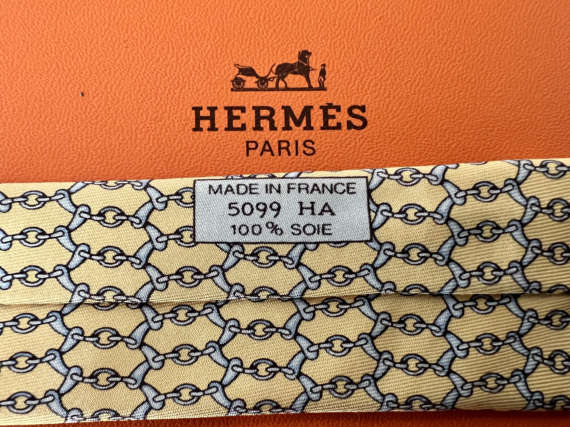 HERMÈS
PARIS
MADE IN FRANCE
5099 HA
100% SOIE